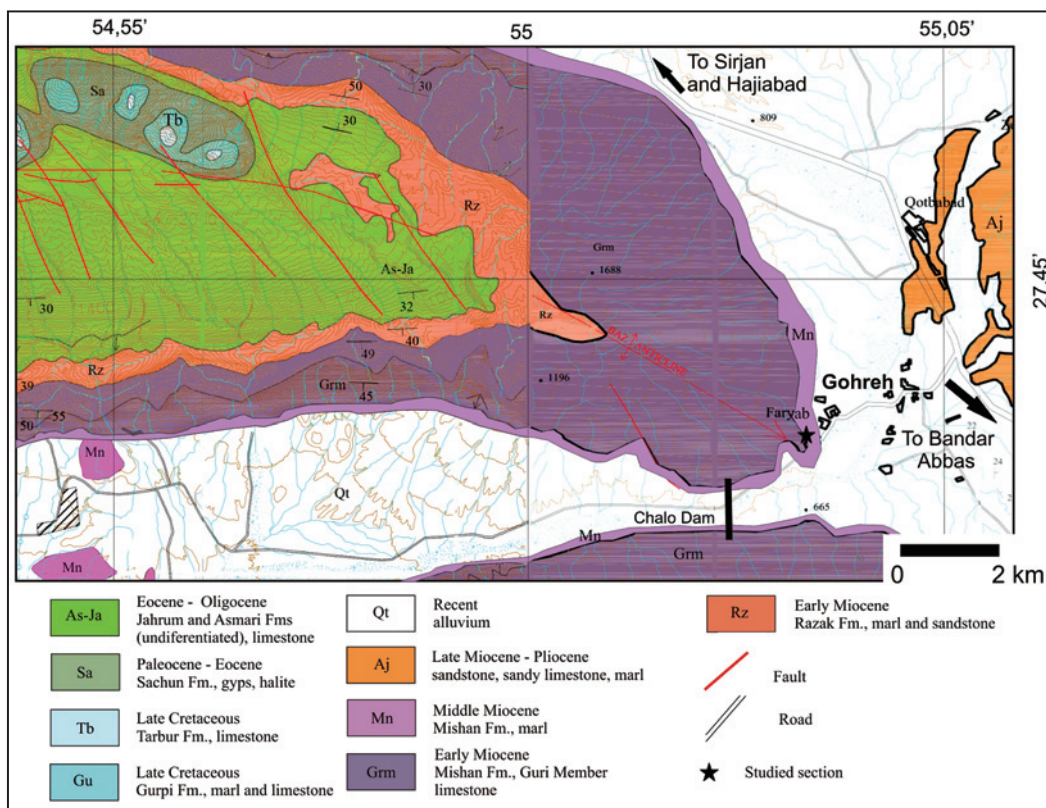 54,55'
55
55,05'
To Sirjan
and Hajiabad
50
30
Sa
809
Tb
30
Qotbabad
Rz
Aj
Grm
As-Ja
1688
27,45'
30
32
Rz
Mn
BAZ ANTICLINE
40
49
Rz
39
Grm
1196
Gohreh
45
55
50
Faryab
22
To Bandar
Abbas
Mn
24
Qt
665
Chalo Dam
Mn
Grm
Mn
0 2 km
As-Ja
Eocene - Oligocene
Jahrum and Asmari Fms
(undiferentiated), limestone
Sa
Paleocene - Eocene
Sachun Fm., gyps, halite
Tb
Late Cretaceous
Tarbur Fm., limestone
Gu
Late Cretaceous
Gurpi Fm., marl and limestone
Qt
Recent
alluvium
Aj
Late Miocene - Pliocene
sandstone, sandy limestone, marl
Mn
Middle Miocene
Mishan Fm., marl
Grm
Early Miocene
Mishan Fm., Guri Member
limestone
Rz
Early Miocene
Razak Fm., marl and sandstone
Fault
Road
Studied section